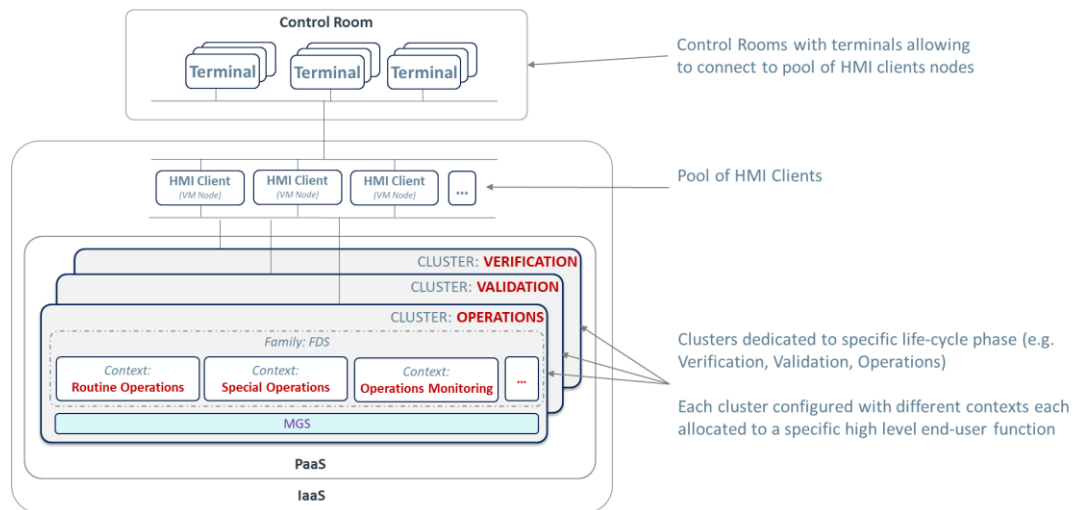 Control Room
Terminal
Terminal
Terminal
Control Rooms with terminals allowing
to connect to pool of HMI clients nodes
HMI Client
(VM Node)
HMI Client
(VM Node)
HMI Client
(VM Node)
...
Pool of HMI Clients
CLUSTER: VERIFICATION
CLUSTER: VALIDATION
CLUSTER: OPERATIONS
Family: FDS
Context:
Routine Operations
Context:
Special Operations
Context:
Operations Monitoring
...
MGS
PaaS
IaaS
Clusters dedicated to specific life-cycle phase (e.g.
Verification, Validation, Operations)
Each cluster configured with different contexts each
allocated to a specific high level end-user function